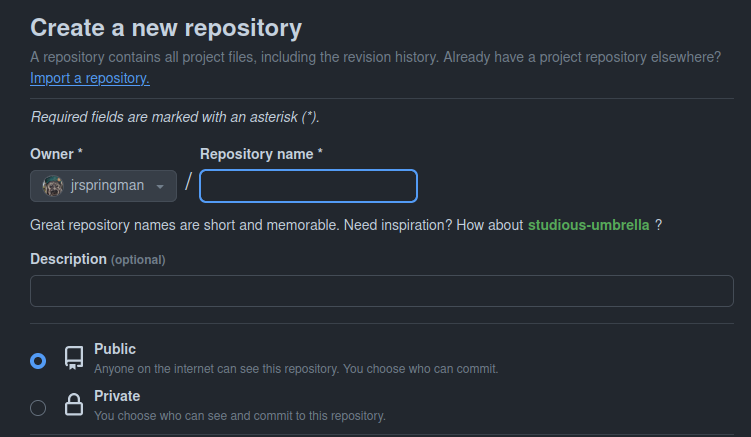 Create a new repository
A repository contains all project files, including the revision history. Already have a project repository elsewhere?
Import a repository.
Required fields are marked with an asterisk (*).
Owner * Repository name *
jrspringman /
Great repository names are short and memorable. Need inspiration? How about studious-umbrella ?
Description (optional)
Public
Anyone on the internet can see this repository. You choose who can commit.
Private
You choose who can see and commit to this repository.